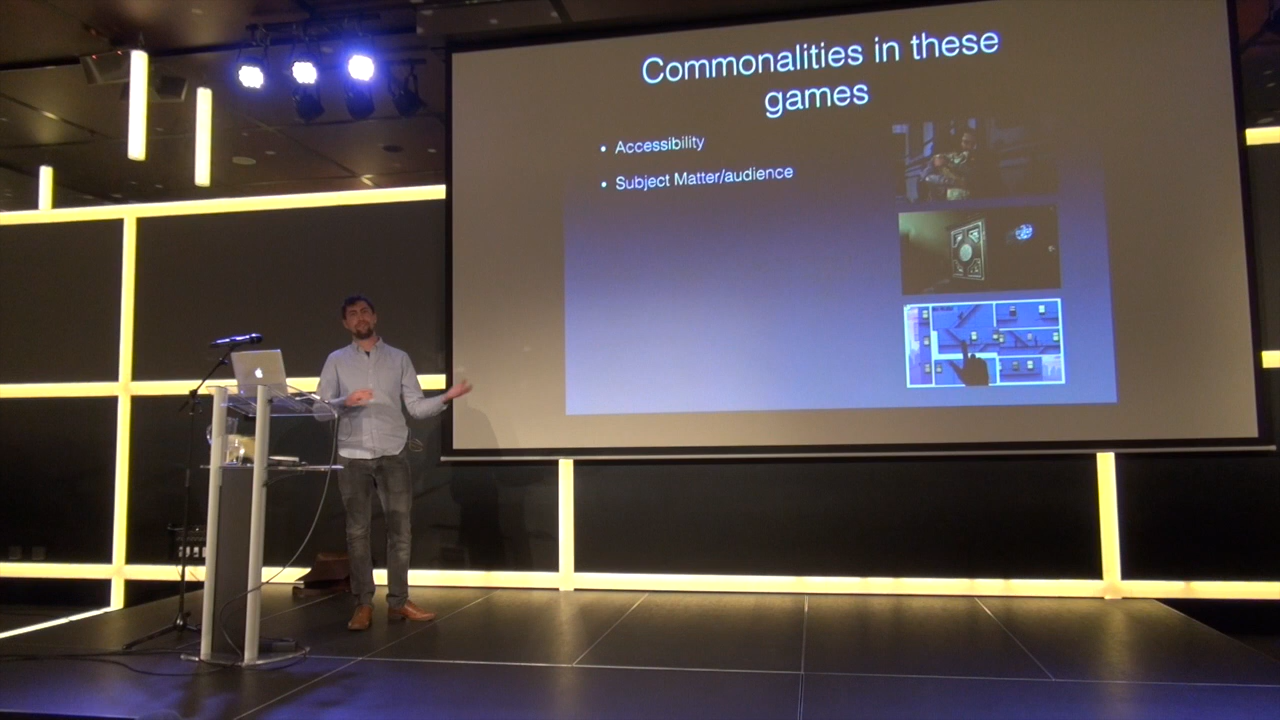 Commonalities in these
games
• Accessibility
• Subject Matter/audience